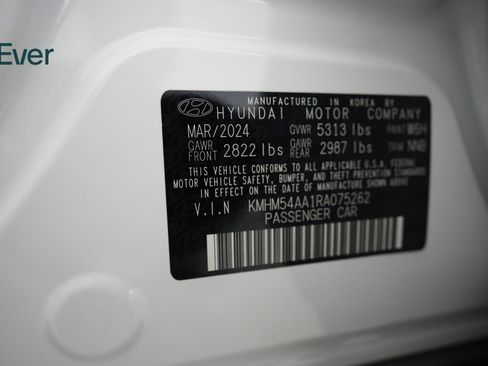 Ever
MANUFACTURED IN KOREA BY
HYUNDAI MOTOR COMPANY
MAR/2024 GVWR 5313 lbs PAINT W6H
GAWR FRONT 2822 lbs GAWR REAR 2987 lbs TRIM NNB
THIS VEHICLE CONFORMS TO ALL APPLICABLE U.S. FEDERAL
MOTOR VEHICLE SAFETY, BUMPER, AND THEFT PREVENTION STANDARDS
IN EFFECT ON THE DATE OF MANUFACTURE SHOWN ABOVE.
V.I.N KMHM54AA1RA075262
PASSENGER CAR